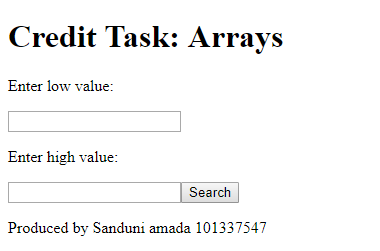 Credit Task: Arrays
Enter low value:
Enter high value:
Search
Produced by Sanduni amada 101337547